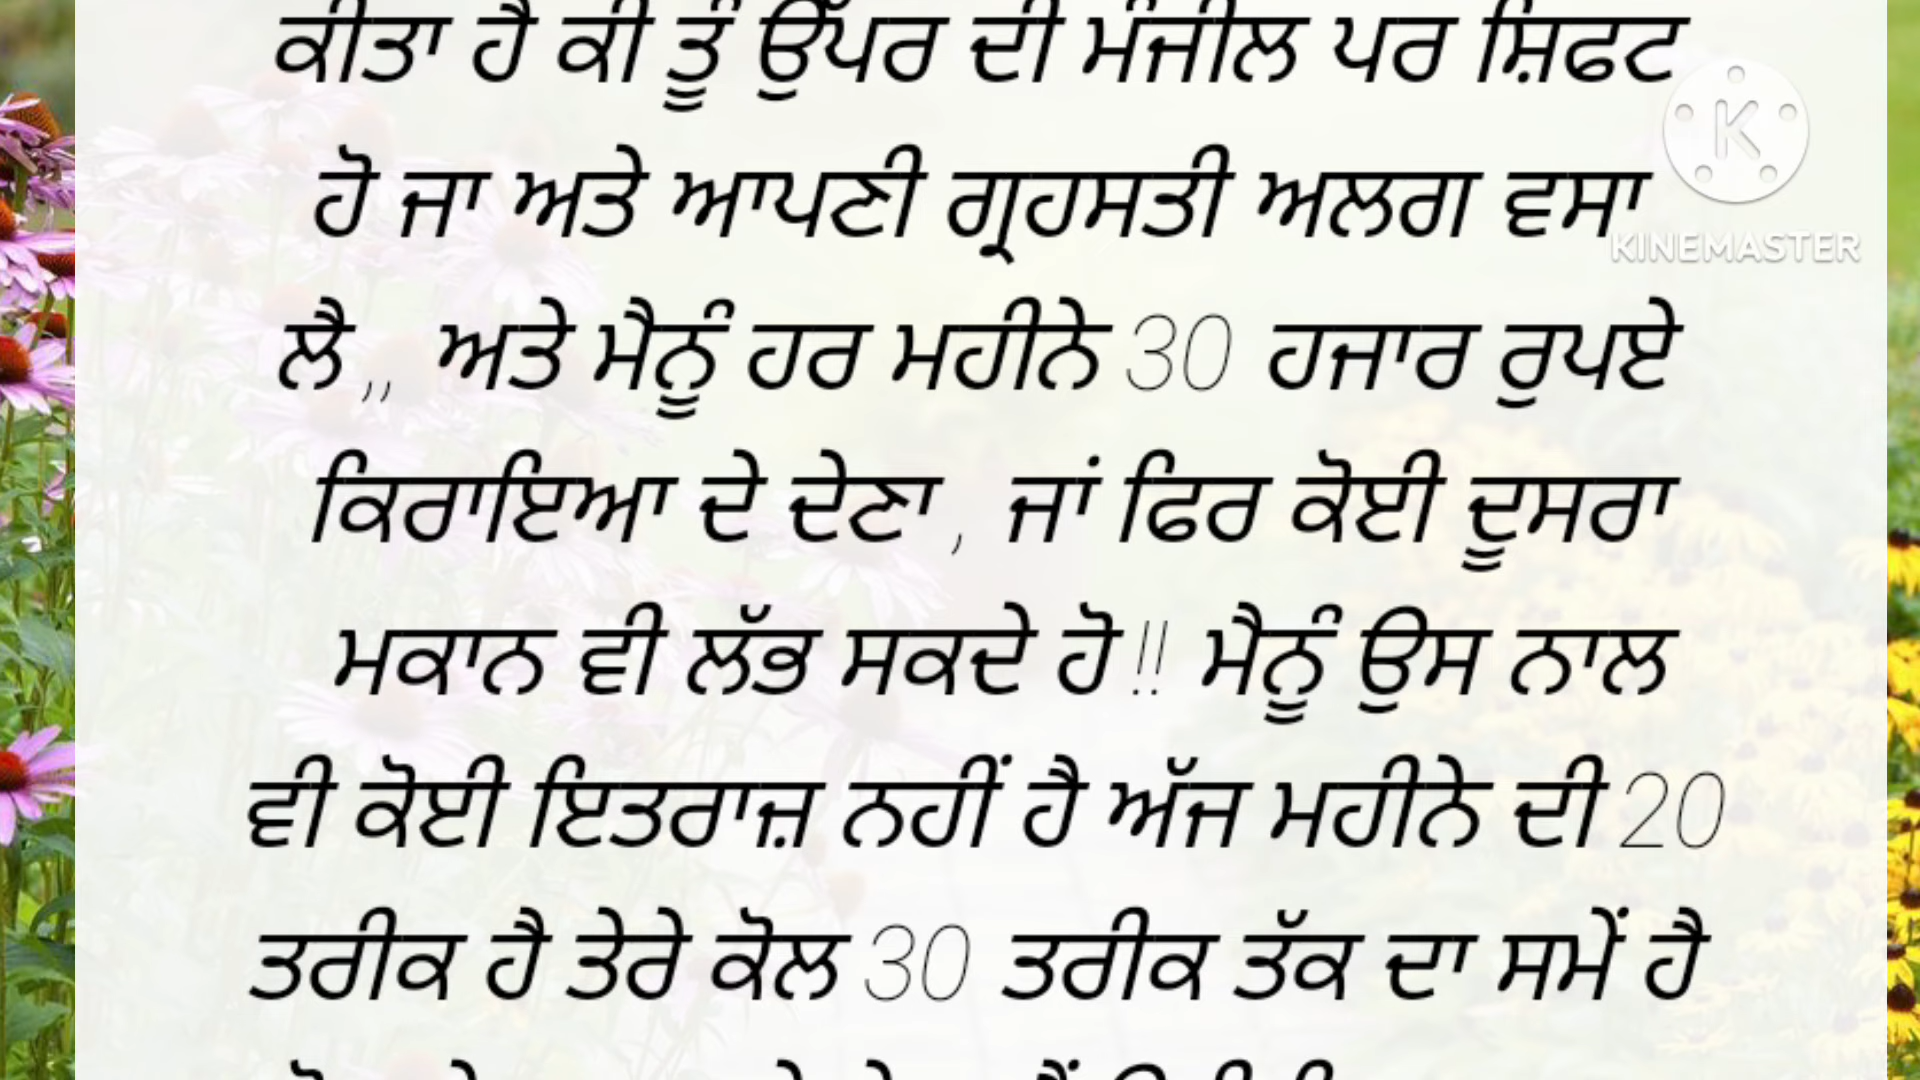 ਕੀਤਾ ਹੈ ਕੀ ਤੂੰ ਉੱਪਰ ਦੀ ਮੰਜੀਲ ਪਰ ਸ਼ਿਫਟ
ਹੋ ਜਾ ਅਤੇ ਆਪਣੀ ਗ੍ਰਹਸਤੀ ਅਲਗ ਵਸਾ
KINEMASTER
ਲੈ ,, ਅਤੇ ਮੈਨੂੰ ਹਰ ਮਹੀਨੇ 30 ਹਜਾਰ ਰੁਪਏ
ਕਿਰਾਇਆ ਦੇ ਦੇਣਾ , ਜਾਂ ਫਿਰ ਕੋਈ ਦੂਸਰਾ
ਮਕਾਨ ਵੀ ਲੱਭ ਸਕਦੇ ਹੋ !! ਮੈਨੂੰ ਉਸ ਨਾਲ
ਵੀ ਕੋਈ ਇਤਰਾਜ਼ ਨਹੀਂ ਹੈ ਅੱਜ ਮਹੀਨੇ ਦੀ 20
ਤਰੀਕ ਹੈ ਤੇਰੇ ਕੋਲ 30 ਤਰੀਕ ਤੱਕ ਦਾ ਸਮੇਂ ਹੈ